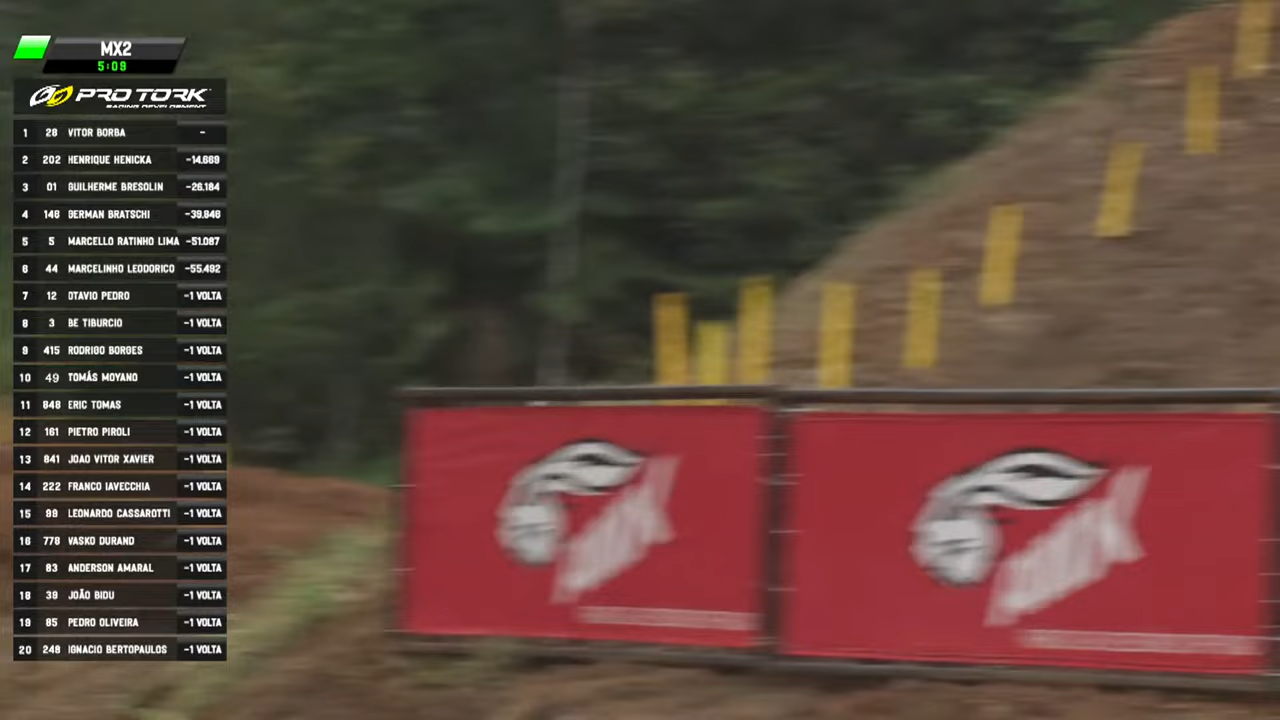 MX2
5:09
PRO TORK
RACING DEVELOPMENT
1 28 VITOR BORBA -
2 202 HENRIQUE HENICKA -14.669
3 01 GUILHERME BRESOLIN -26.184
4 148 GERMAN BRATSCHI -39.848
5 5 MARCELLO RATINHO LIMA -51.087
6 44 MARCELINHO LEODORICO -55.492
7 12 OTAVIO PEDRO -1 VOLTA
8 3 BE TIBURCIO -1 VOLTA
9 415 RODRIGO BORGES -1 VOLTA
10 49 TOMÁS MOYANO -1 VOLTA
11 848 ERIC TOMAS -1 VOLTA
12 161 PIETRO PIROLI -1 VOLTA
13 841 JOAO VITOR XAVIER -1 VOLTA
14 222 FRANCO IAVECCHIA -1 VOLTA
15 99 LEONARDO CASSAROTTI -1 VOLTA
16 778 VASKO DURAND -1 VOLTA
17 83 ANDERSON AMARAL -1 VOLTA
18 39 JOÃO BIDU -1 VOLTA
19 85 PEDRO OLIVEIRA -1 VOLTA
20 248 IGNACIO BERTOPAULOS -1 VOLTA